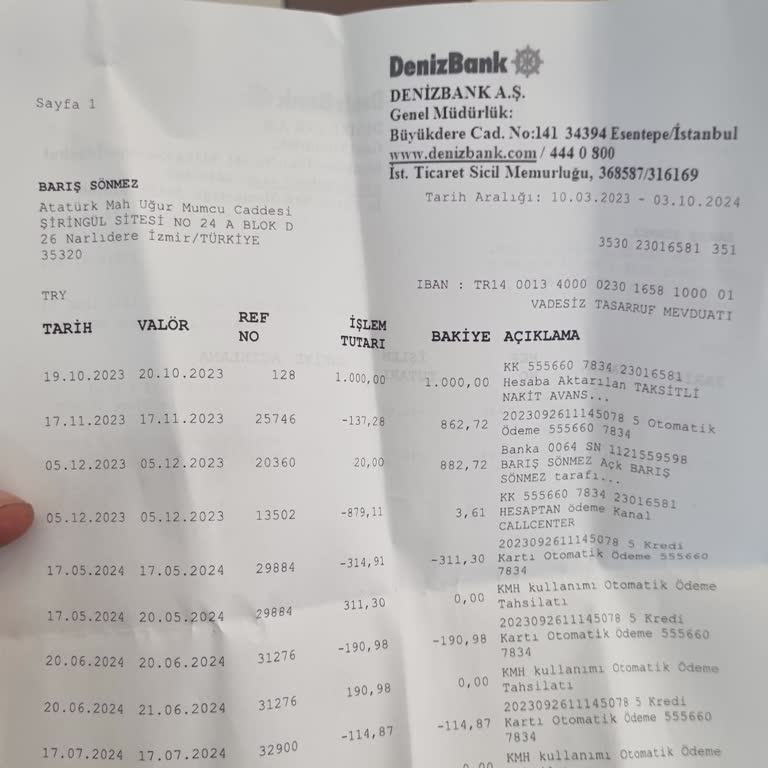 Sayfa 1
DenizBank
DENİZBANK A.Ş.
Genel Müdürlük:
Büyükdere Cad. No:141 34394 Esentepe/İstanbul
www.denizbank.com / 444 0 800
İst. Ticaret Sicil Memurluğu, 368587/316169
Tarih Aralığı: 10.03.2023 - 03.10.2024
BARIŞ SÖNMEZ
Atatürk Mah Uğur Mumcu Caddesi
ŞİRİNGÜL SİTESİ NO 24 A BLOK D
26 Narlıdere İzmir/TÜRKİYE
35320
3530 23016581 351
IBAN : TR14 0013 4000 0230 1658 1000 01
VADESİZ TASARRUF MEVDUATI
TRY
TARİH VALÖR REF NO İŞLEM TUTARI BAKİYE AÇIKLAMA
19.10.2023 20.10.2023 128 1.000,00 1.000,00 KK 555660 7834 23016581
Hesaba Aktarılan TAKSİTLİ
NAKİT AVANS...
17.11.2023 17.11.2023 25746 -137,28 862,72 2023092611145078 5 Otomatik
Ödeme 555660 7834
05.12.2023 05.12.2023 20360 20,00 882,72 Banka 0064 SN 1121559598
BARIŞ SÖNMEZ Açk BARIŞ
SÖNMEZ tarafı...
05.12.2023 05.12.2023 13502 -879,11 3,61 KK 555660 7834 23016581
HESAPTAN ödeme Kanal
CALLCENTER
17.05.2024 17.05.2024 29884 -314,91 -311,30 2023092611145078 5 Kredi
Kartı Otomatik Ödeme 555660
7834
17.05.2024 20.05.2024 29884 311,30 0,00 KMH kullanımı Otomatik Ödeme
Tahsilatı
20.06.2024 20.06.2024 31276 -190,98 -190,98 2023092611145078 5 Kredi
Kartı Otomatik Ödeme 555660
7834
20.06.2024 21.06.2024 31276 190,98 0,00 KMH kullanımı Otomatik Ödeme
Tahsilatı
17.07.2024 17.07.2024 32900 -114,87 -114,87 2023092611145078 5 Kredi
Kartı Otomatik Ödeme 555660
7834
KMH kullanımı Otomatik Ödeme